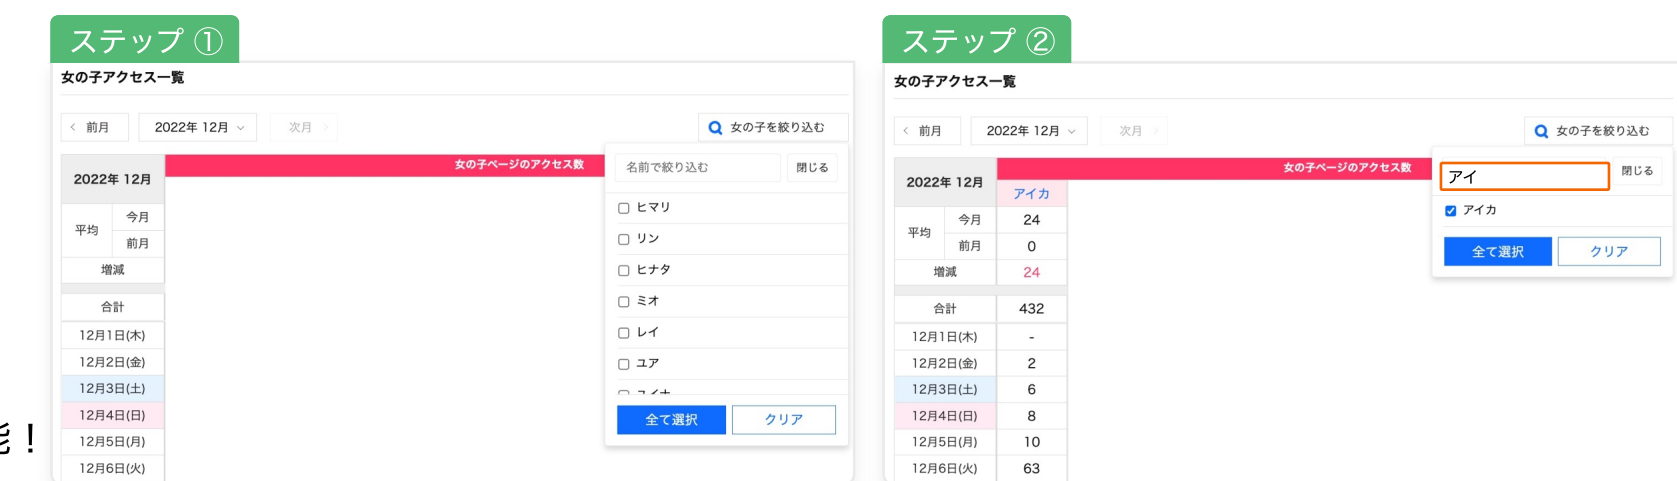 ステップ ①
女の子アクセス一覧
< 前月
2022年 12月
次月 >
女の子を絞り込む
2022年 12月
女の子ページのアクセス数
名前で絞り込む
閉じる
平均
今月
前月
増減
合計
12月1日(木)
12月2日(金)
12月3日(土)
12月4日(日)
12月5日(月)
12月6日(火)
ヒマリ
リン
ヒナタ
ミオ
レイ
ユア
全て選択
クリア
！
ステップ ②
女の子アクセス一覧
< 前月
2022年 12月
次月 >
女の子を絞り込む
2022年 12月
女の子ページのアクセス数
アイ
閉じる
アイカ
全て選択
クリア
アイカ
平均
今月 24
前月 0
増減 24
合計 432
12月1日(木) -
12月2日(金) 2
12月3日(土) 6
12月4日(日) 8
12月5日(月) 10
12月6日(火) 63